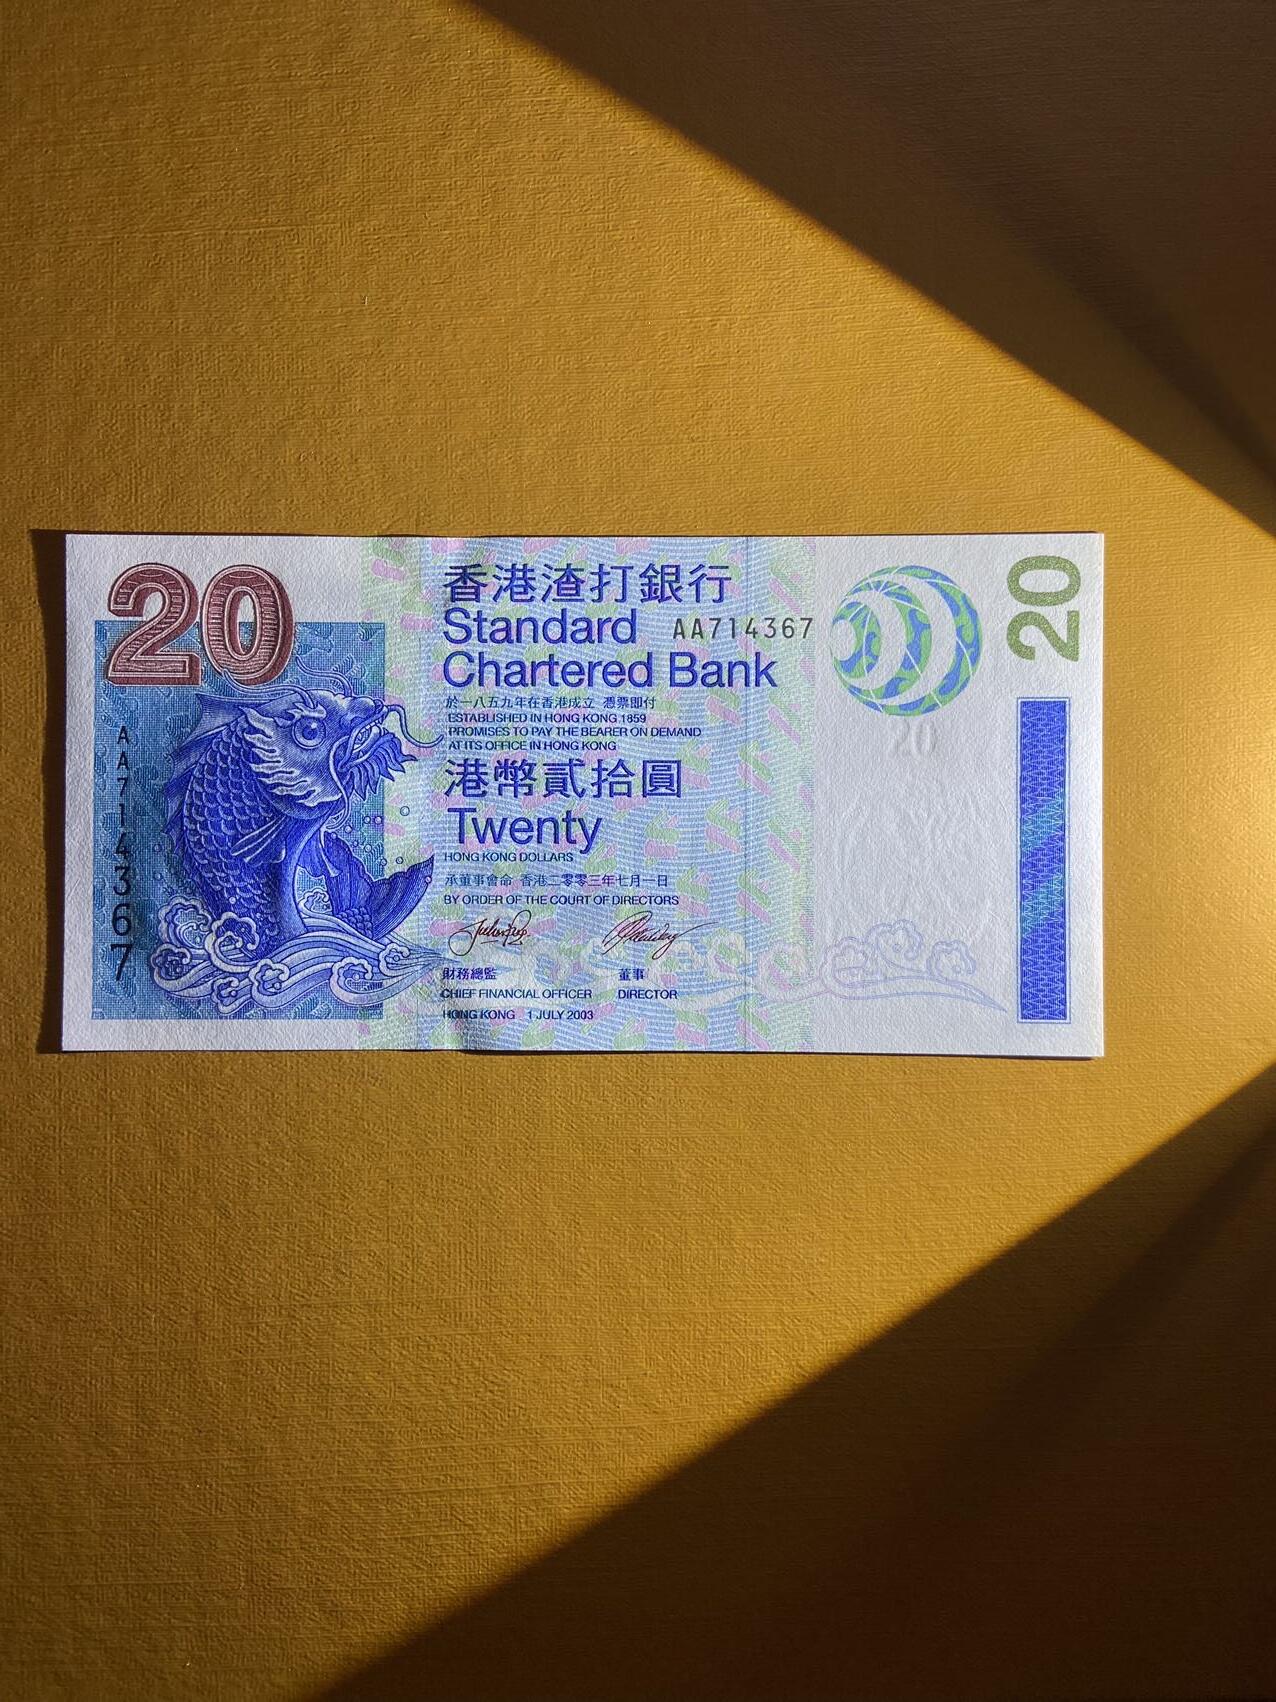 20
香港渣打銀行
Standard
Chartered Bank
AA714367
於一八五九年在香港成立 憑票即付
ESTABLISHED IN HONG KONG 1859
PROMISES TO PAY THE BEARER ON DEMAND
AT ITS OFFICE IN HONG KONG
港幣貳拾圓
Twenty
HONG KONG DOLLARS
承董事會命 香港二零零三年七月一日
BY ORDER OF THE COURT OF DIRECTORS
財務總監 董事
CHIEF FINANCIAL OFFICER DIRECTOR
HONG KONG 1 JULY 2003
AA714367
20
20